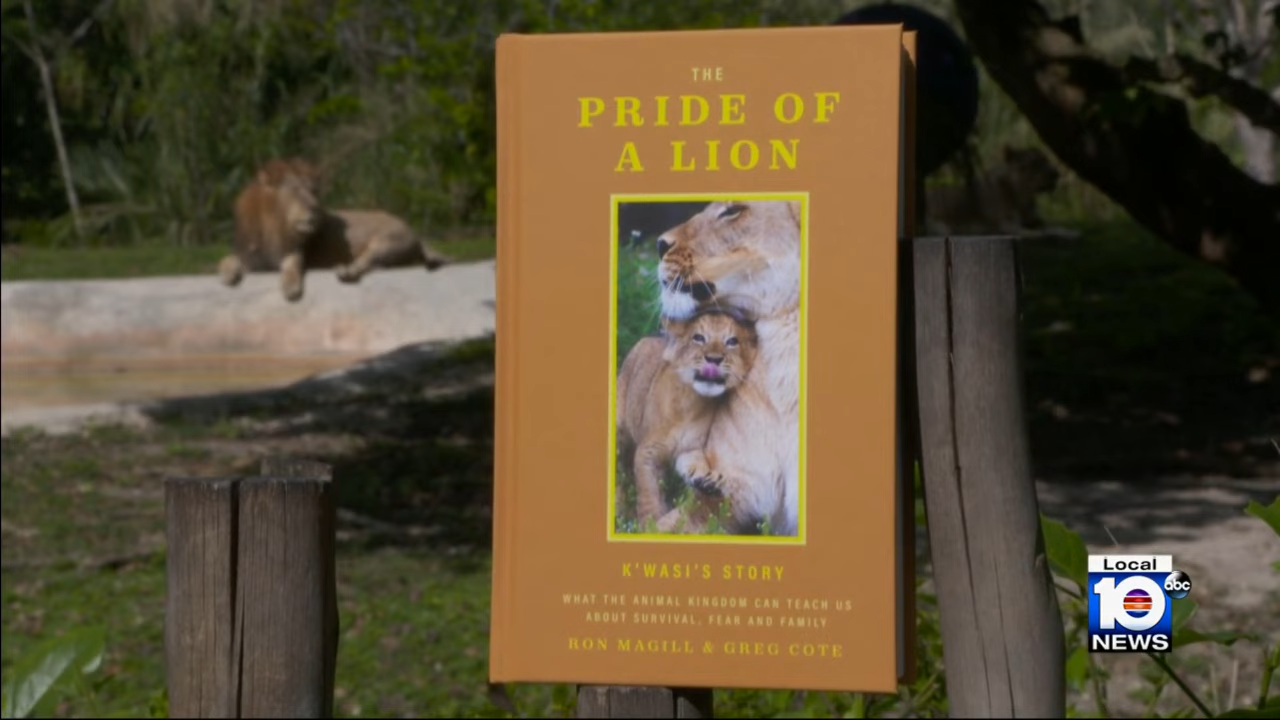 THE
PRIDE OF
A LION
K'WASI'S STORY
WHAT THE ANIMAL KINGDOM CAN TEACH US
ABOUT SURVIVAL, FEAR AND FAMILY
RON MAGILL & GREG COTE
Local
10 abc
NEWS